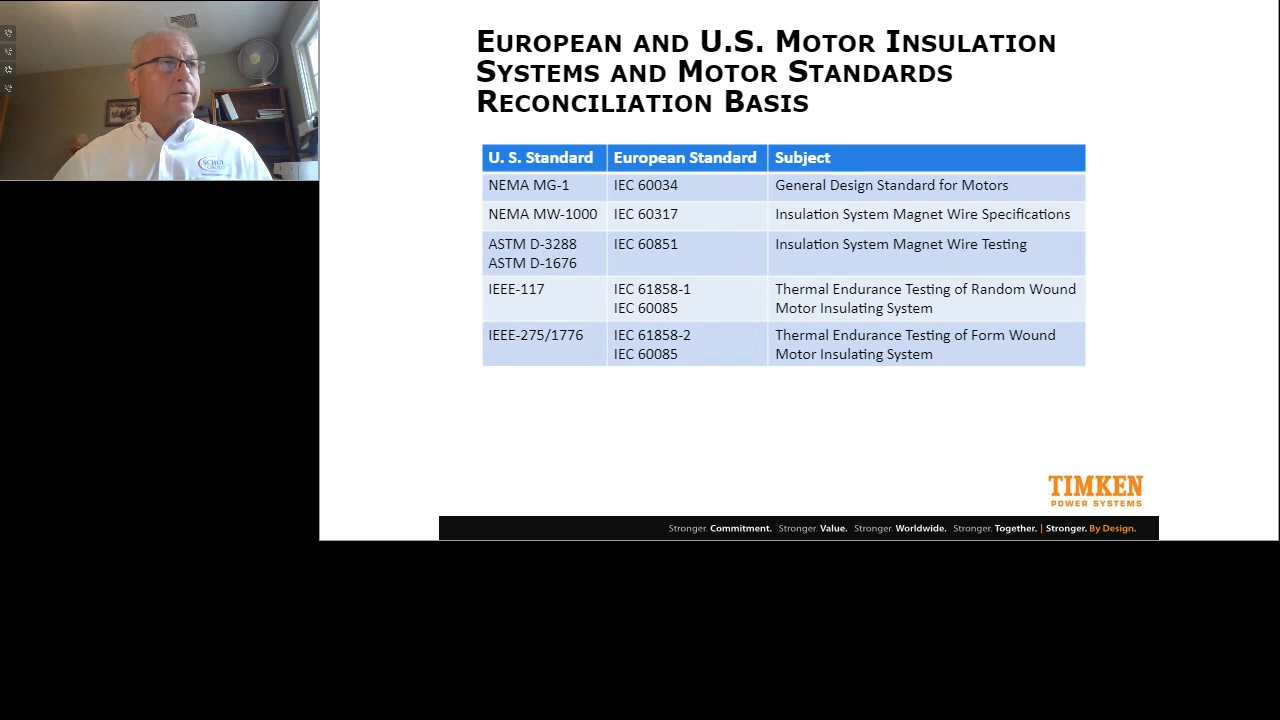 EUROPEAN AND U.S. MOTOR INSULATION
SYSTEMS AND MOTOR STANDARDS
RECONCILIATION BASIS
U. S. Standard European Standard Subject
NEMA MG-1 IEC 60034 General Design Standard for Motors
NEMA MW-1000 IEC 60317 Insulation System Magnet Wire Specifications
ASTM D-3288 IEC 60851 Insulation System Magnet Wire Testing
ASTM D-1676
IEEE-117 IEC 61858-1 Thermal Endurance Testing of Random Wound
IEC 60085 Motor Insulating System
IEEE-275/1776 IEC 61858-2 Thermal Endurance Testing of Form Wound
IEC 60085 Motor Insulating System
TIMKEN
POWER SYSTEMS
Stronger. Commitment. Stronger. Value. Stronger. Worldwide. Stronger. Together. | Stronger. By Design.